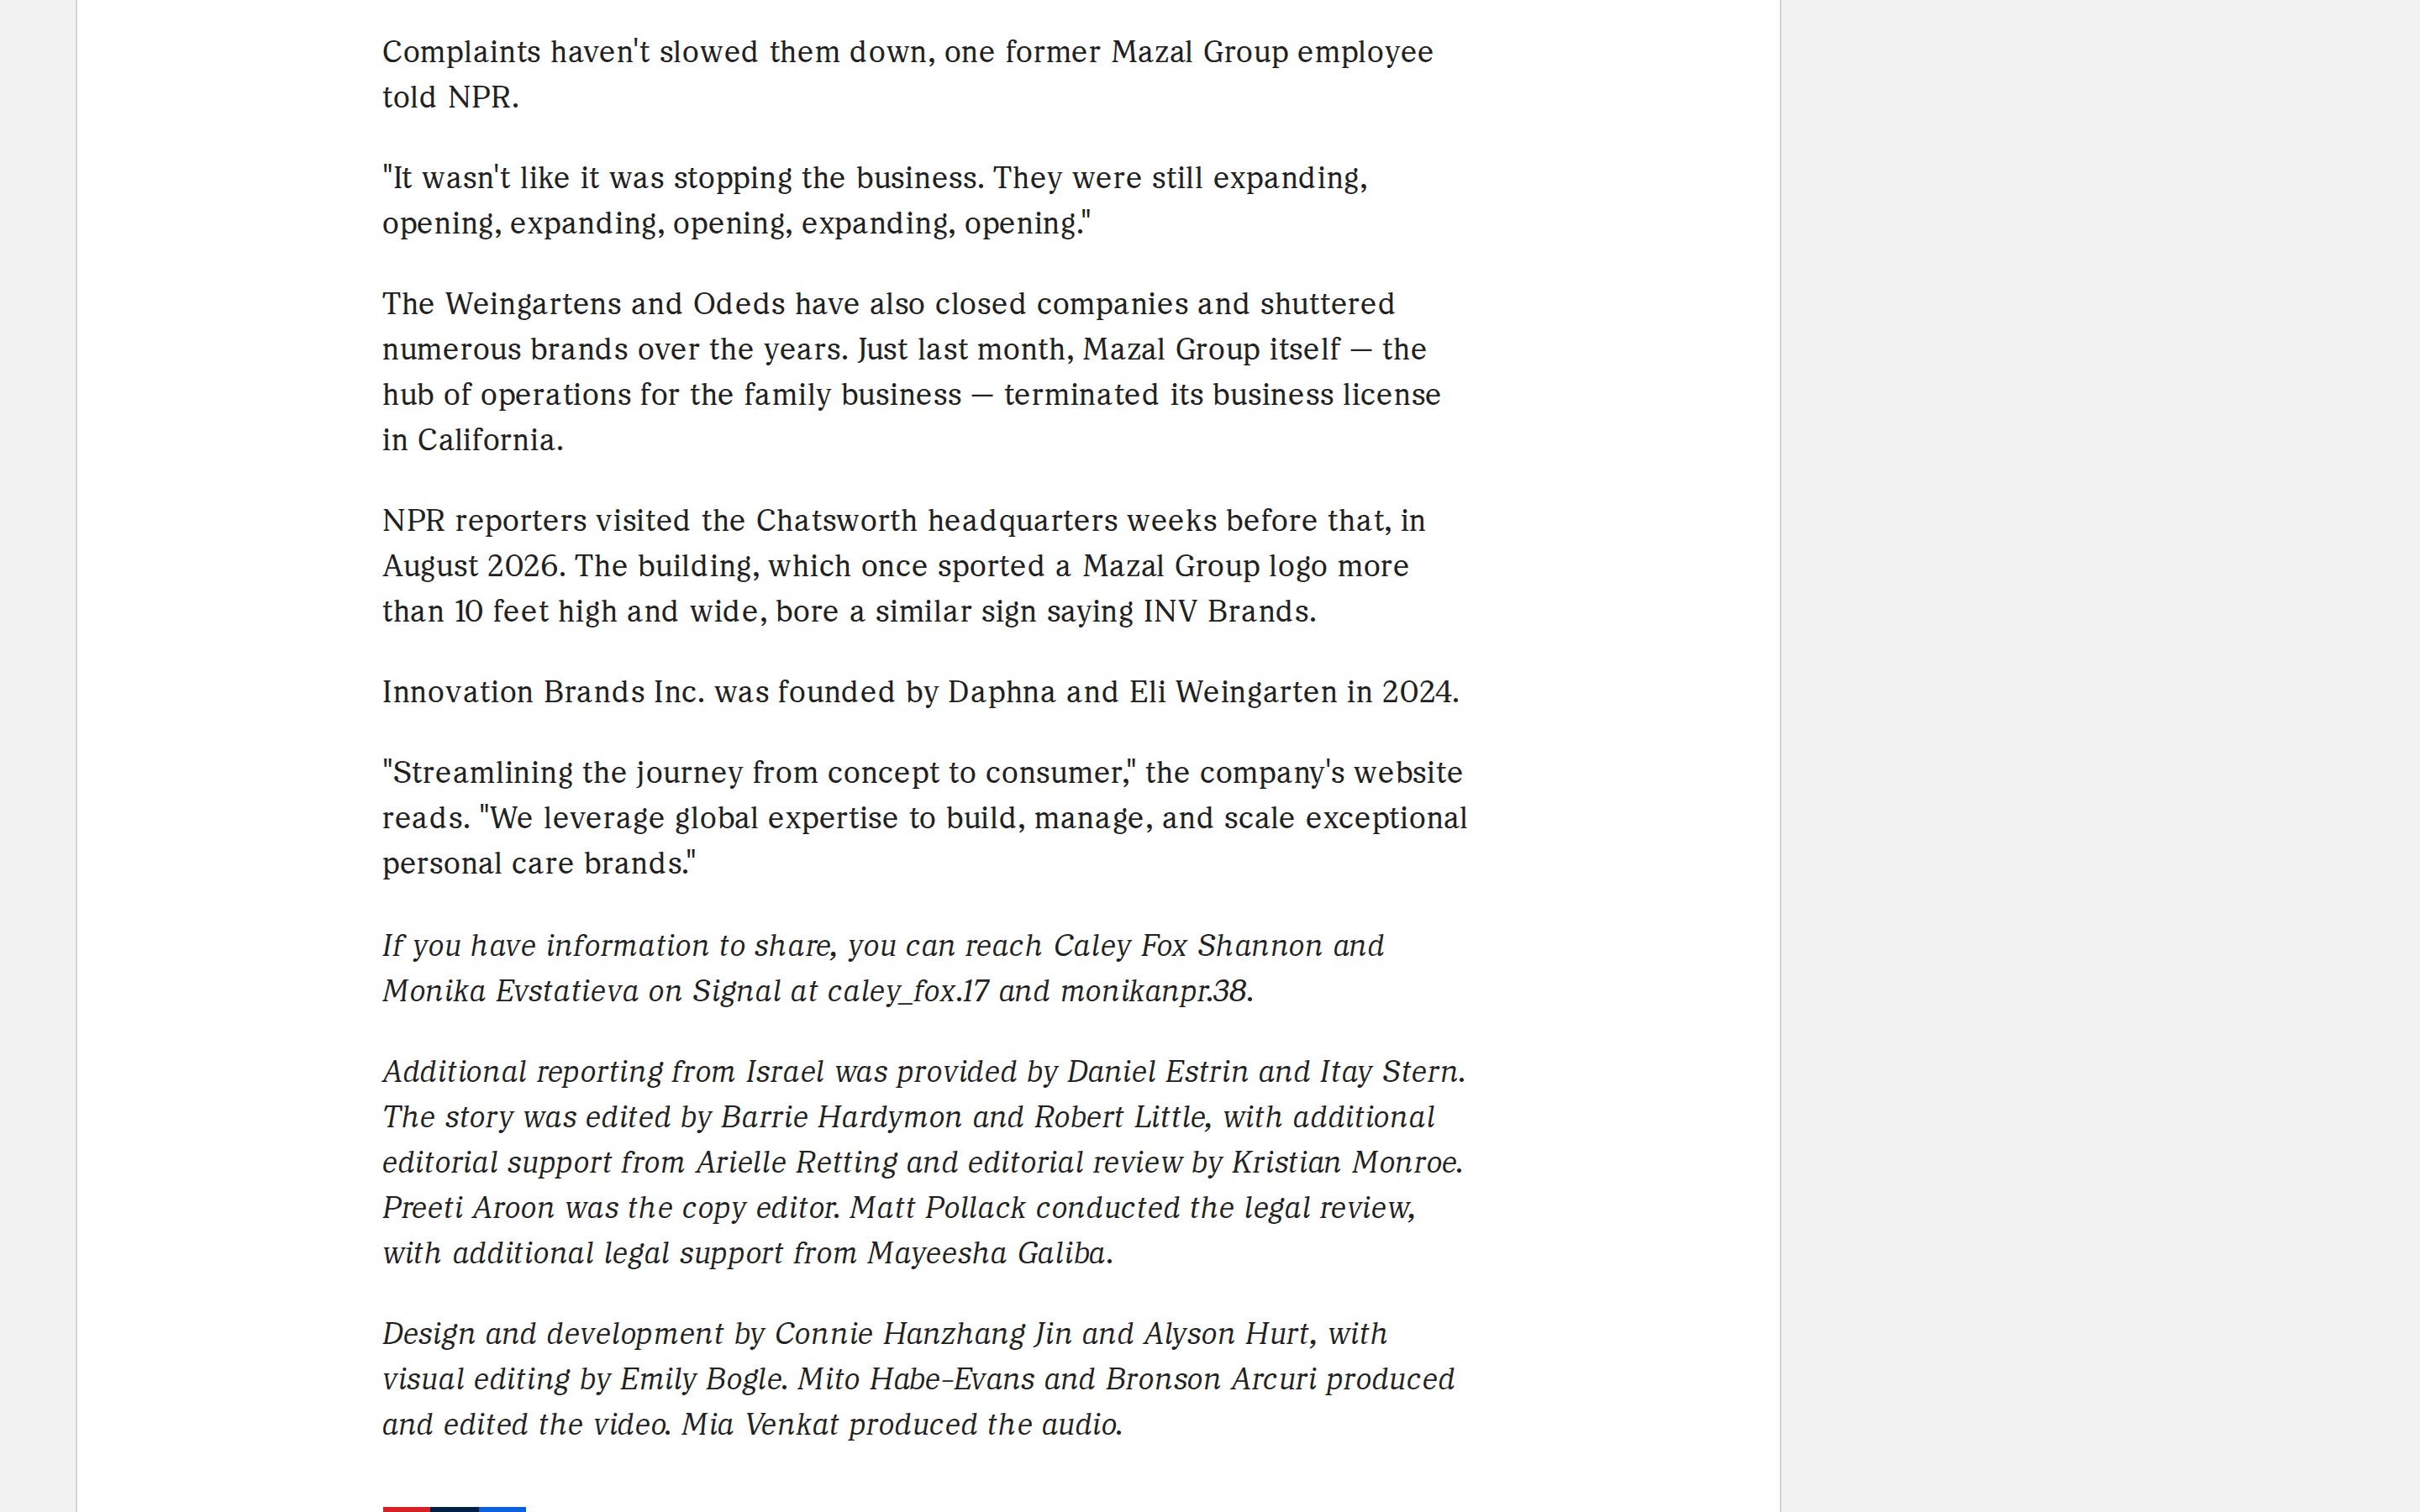 Complaints haven't slowed them down, one former Mazal Group employee
told NPR.
"It wasn't like it was stopping the business. They were still expanding,
opening, expanding, opening, expanding, opening."
The Weingartens and Odeds have also closed companies and shuttered
numerous brands over the years. Just last month, Mazal Group itself — the
hub of operations for the family business — terminated its business license
in California.
NPR reporters visited the Chatsworth headquarters weeks before that, in
August 2026. The building, which once sported a Mazal Group logo more
than 10 feet high and wide, bore a similar sign saying INV Brands.
Innovation Brands Inc. was founded by Daphna and Eli Weingarten in 2024.
"Streamlining the journey from concept to consumer," the company's website
reads. "We leverage global expertise to build, manage, and scale exceptional
personal care brands."
If you have information to share, you can reach Caley Fox Shannon and
Monika Evstatieva on Signal at caley_fox.17 and monikanpr.38.
Additional reporting from Israel was provided by Daniel Estrin and Itay Stern.
The story was edited by Barrie Hardymon and Robert Little, with additional
editorial support from Arielle Retting and editorial review by Kristian Monroe.
Preeti Aroon was the copy editor. Matt Pollack conducted the legal review,
with additional legal support from Mayeesha Galiba.
Design and development by Connie Hanzhang Jin and Alyson Hurt, with
visual editing by Emily Bogle. Mito Habe-Evans and Bronson Arcuri produced
and edited the video. Mia Venkat produced the audio.